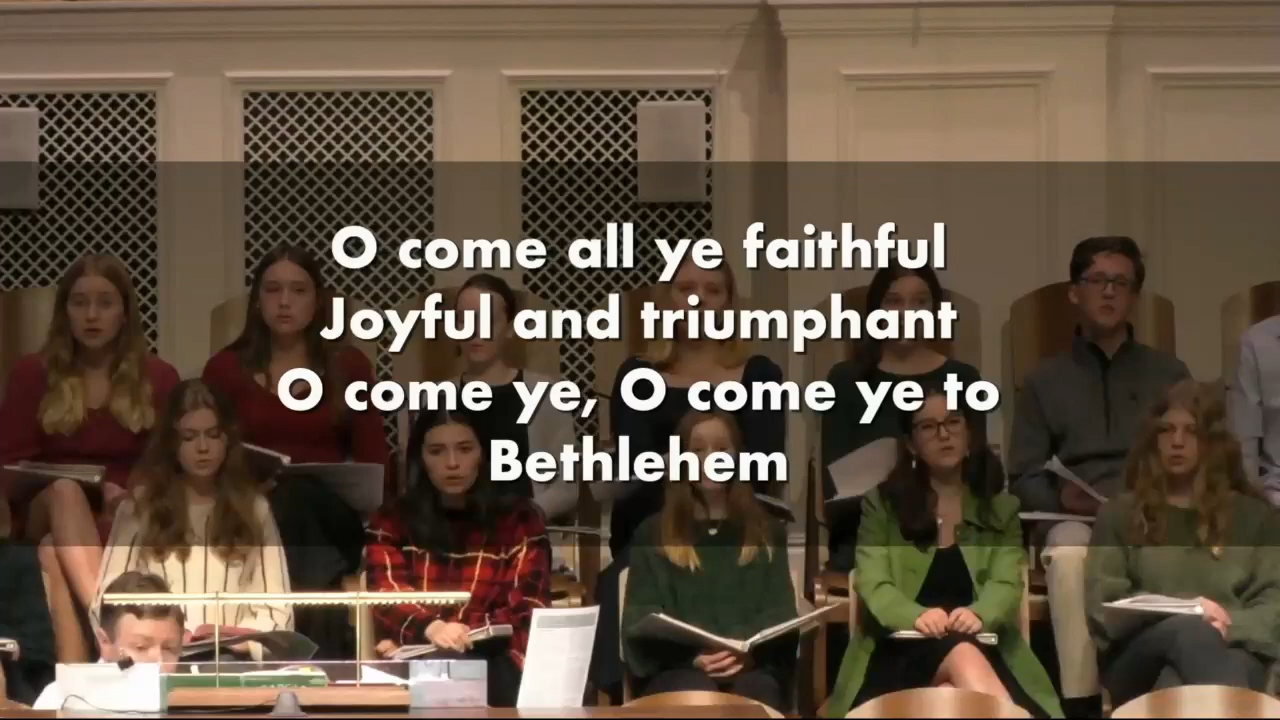 O come all ye faithful
Joyful and triumphant
O come ye, O come ye to
Bethlehem